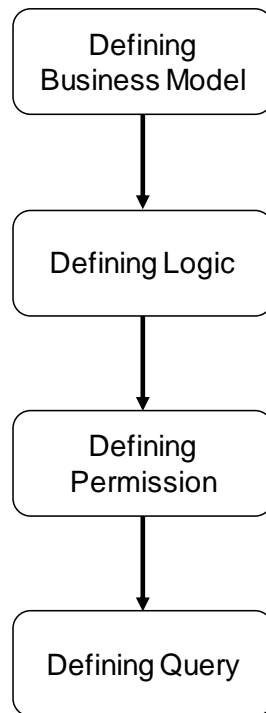 Defining
Business Model
Defining Logic
Defining
Permission
Defining Query